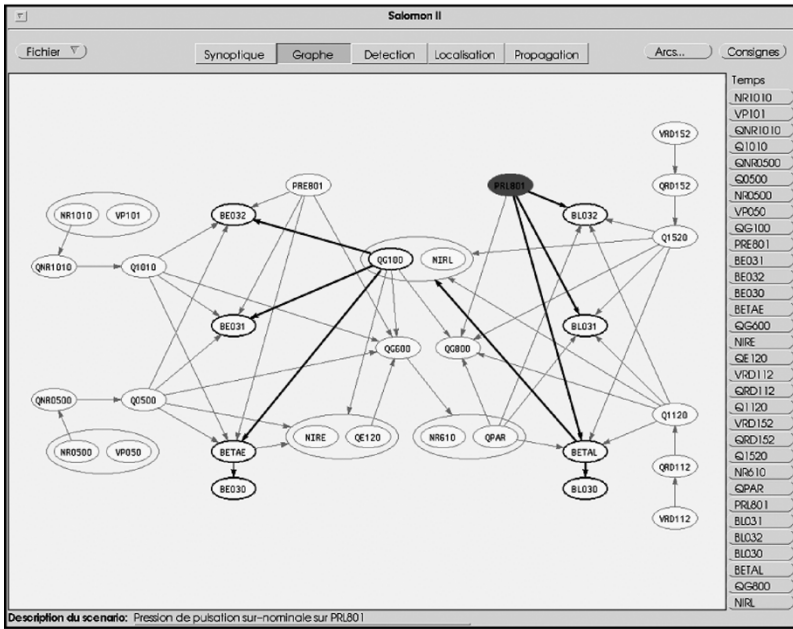 Salomon II
Fichier Synoptique Graphe Detection Localisation Propagation Arcs... Consignes
Temps
NR1010
VP101
QNR1010
Q1010
QNR0500
Q0500
NR0500
VP050
QG100
PRE801
BE031
BE032
BE030
BETAE
QG600
NIRE
QE120
VRD112
QRD112
Q1120
VRD152
QRD152
Q1520
NR610
QPAR
PRL801
BL031
BL032
BL030
BETAL
QG800
NIRL
VRD152
PRE801 PRL801 QRD152
NR1010 VP101 BE032 BL032
Q1520
QNR1010 Q1010 QG100 NIRL
BE031 BL031
QG600 QG800
QNR0500 Q0500 Q1120
NIRE QE120 NR610 QPAR
NR0500 VP050 BETAE BETAL
QRD112
BE030 BL030
VRD112
Description du scenario: Pression de pulsation sur-nominale sur PRL801